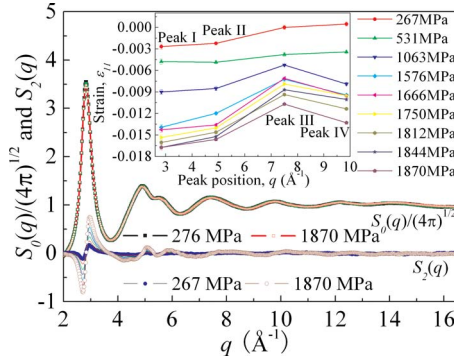 S₀(q)/(4π)^1/2 and S₂(q)
5
4
3
2
1
0
-1
2 4 6 8 10 12 14 16
q (Å⁻¹)
Strain, ε_ll
0.000
-0.003
-0.006
-0.009
-0.012
-0.015
-0.018
3 4 5 6 7 8 9 10
Peak position, q (Å⁻¹)
Peak I
Peak II
Peak III
Peak IV
267MPa
531MPa
1063MPa
1576MPa
1666MPa
1750MPa
1812MPa
1844MPa
1870MPa
S₀(q)/(4π)^1/2
276 MPa 1870 MPa
S₂(q)
267 MPa 1870 MPa